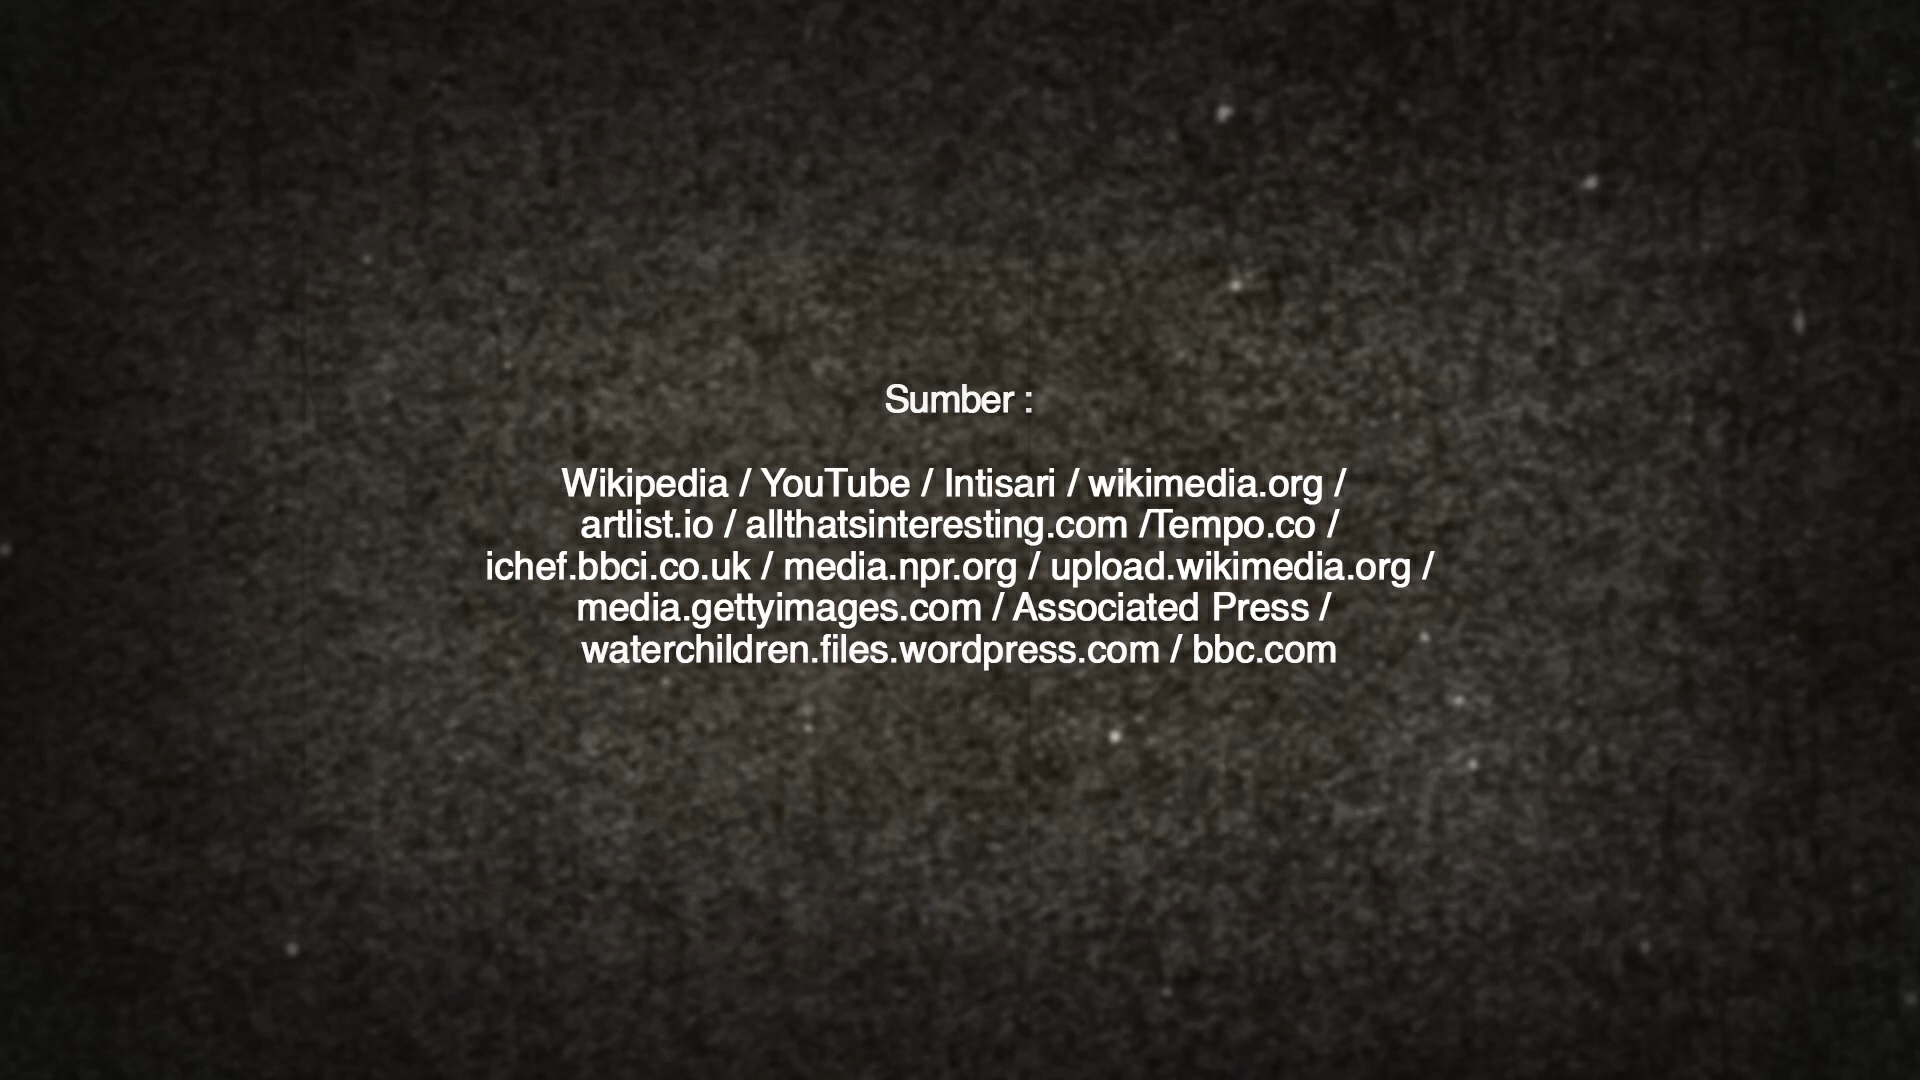 Sumber :
Wikipedia / YouTube / Intisari / wikimedia.org /
artlist.io / allthatsinteresting.com /Tempo.co /
ichef.bbci.co.uk / media.npr.org / upload.wikimedia.org /
media.gettyimages.com / Associated Press /
waterchildren.files.wordpress.com / bbc.com